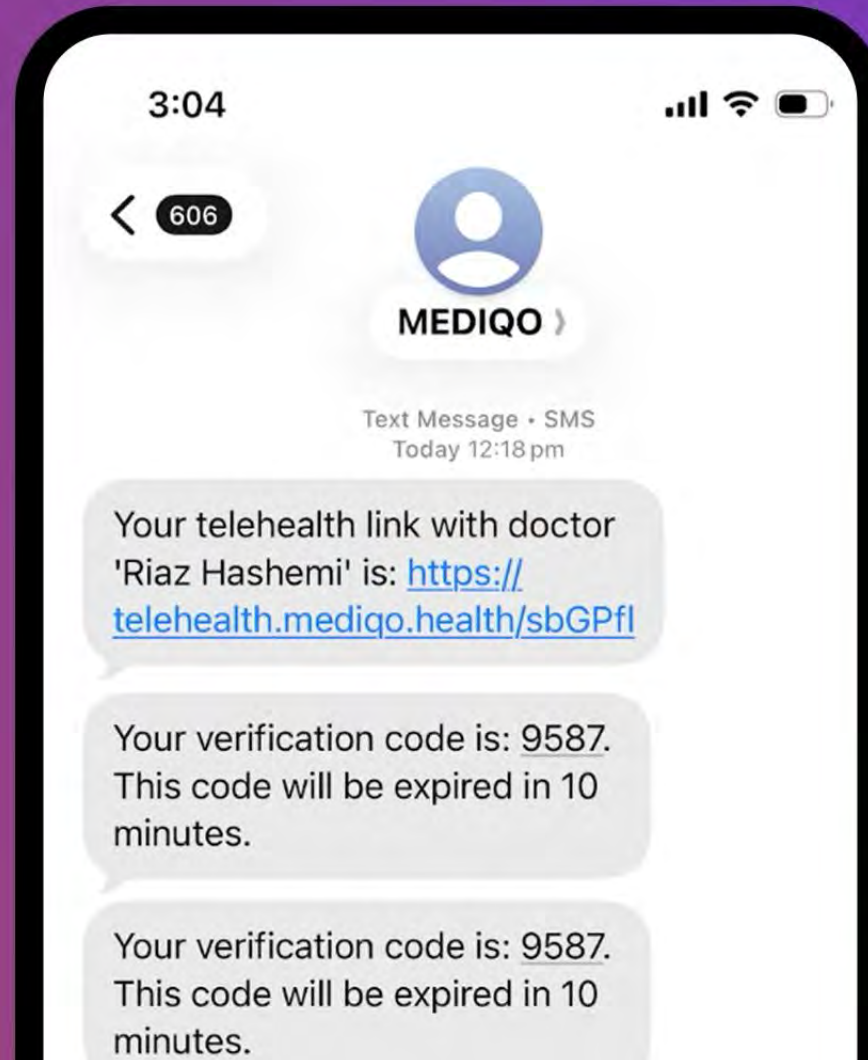 3:04
606
MEDIQO
Text Message • SMS
Today 12:18 pm
Your telehealth link with doctor
'Riaz Hashemi' is: https://
telehealth.mediqo.health/sbGPfl
Your verification code is: 9587.
This code will be expired in 10
minutes.
Your verification code is: 9587.
This code will be expired in 10
minutes.